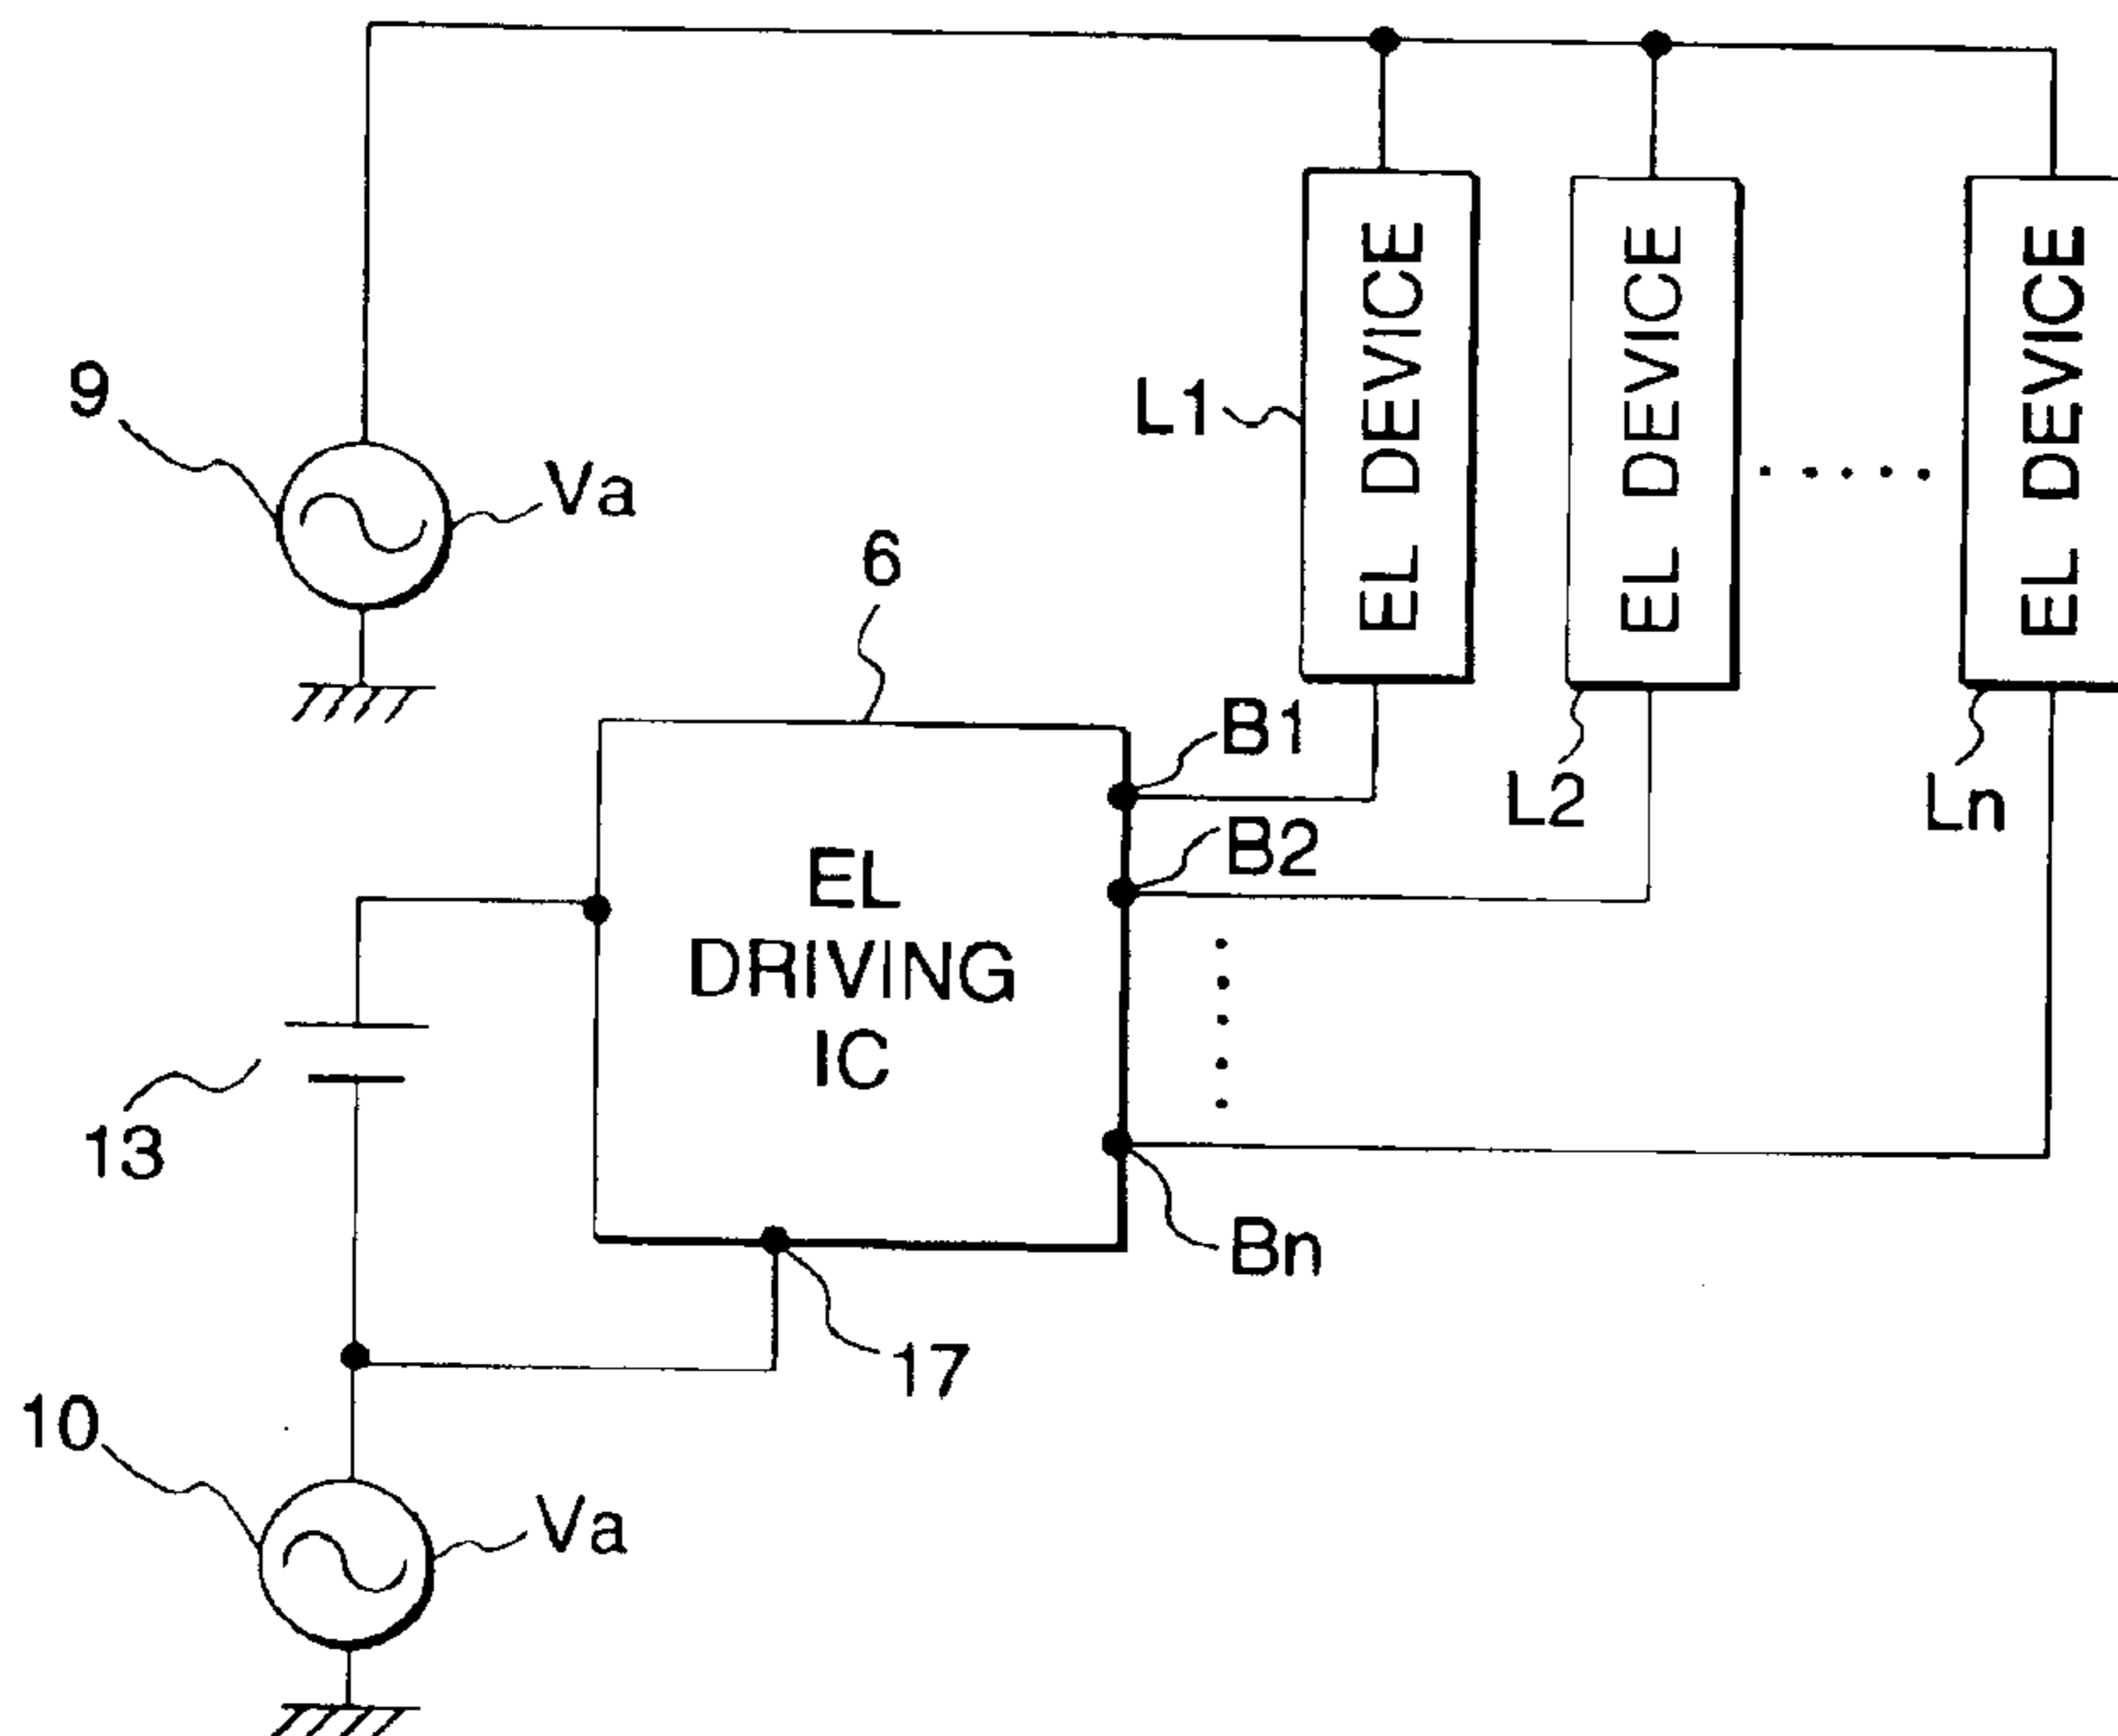 9
Va
6
L1
EL DEVICE
EL DEVICE
EL DEVICE
L2
Ln
B1
B2
Bn
EL
DRIVING
IC
13
17
10
Va